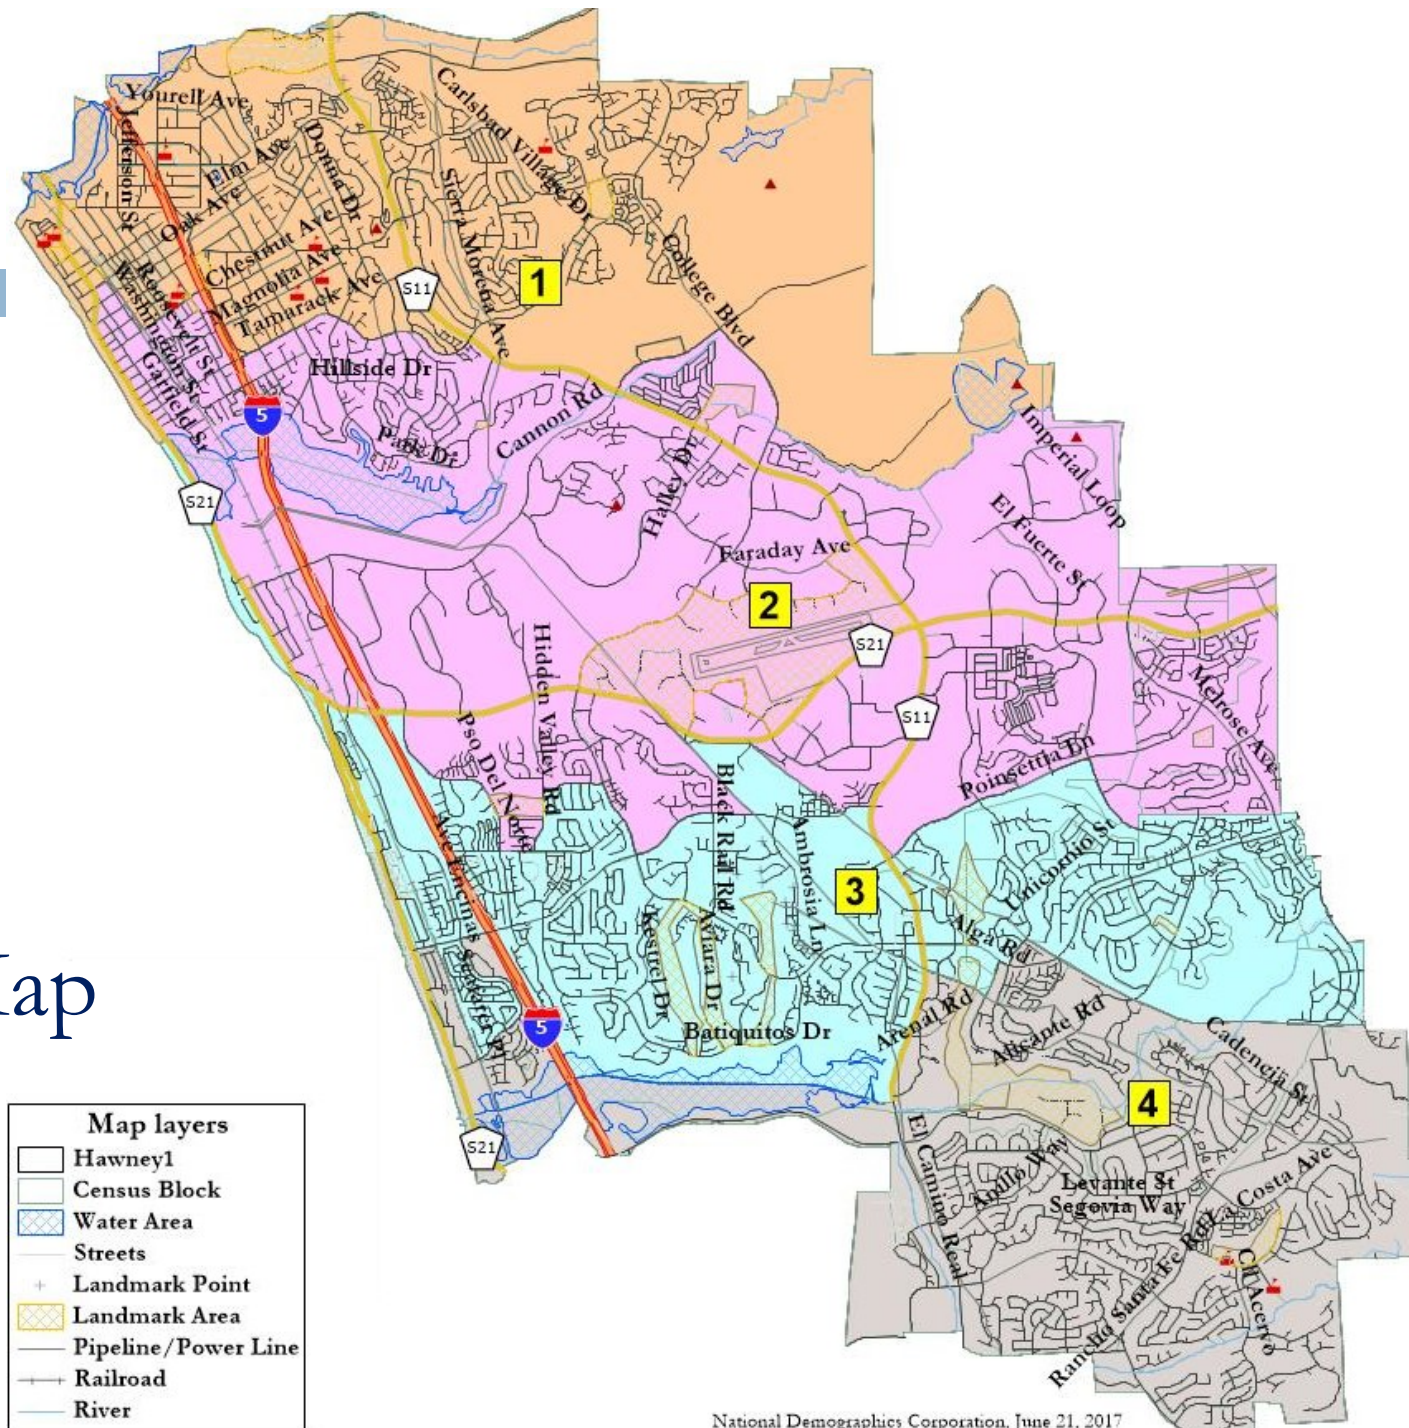 Yourell Ave
Jefferson St
Elm Ave
Oak Ave
Donna Dr
Carlsbad Village Dr
Sierra Morena Ave
College Blvd
Chestnut Ave
Magnolia Ave
Tamarack Ave
Roosevelt St
Washington St
Garfield St
S11
1
Hillside Dr
5
Park Dr
Cannon Rd
Halley Dr
Imperial Loop
El Fuerte St
S21
Faraday Ave
2
S21
S11
Hidden Valley Rd
Pso Del Norte
Melrose Ave
Poinsettia Ln
Black Rail Rd
Ambrosia Ln
3
Unicornio St
Ave Encinas
Kestrel Dr
Aviara Dr
Alga Rd
Seafarer Pl
5
Batiquitos Dr
Arenal Rd
Alicante Rd
Cadencia St
4
S21
El Camino Real
Anillo Way
Levante St
Segovia Way
La Costa Ave
Rancho Santa Fe Rd
Cll Acervo
Map layers
Hawney1
Census Block
Water Area
Streets
Landmark Point
Landmark Area
Pipeline/Power Line
Railroad
River
National Demographics Corporation, June 21, 2017